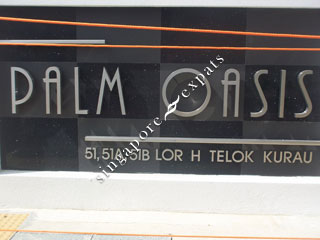 PALM OASIS
singapore expats
51, 51A, 51B LOR H TELOK KURAU